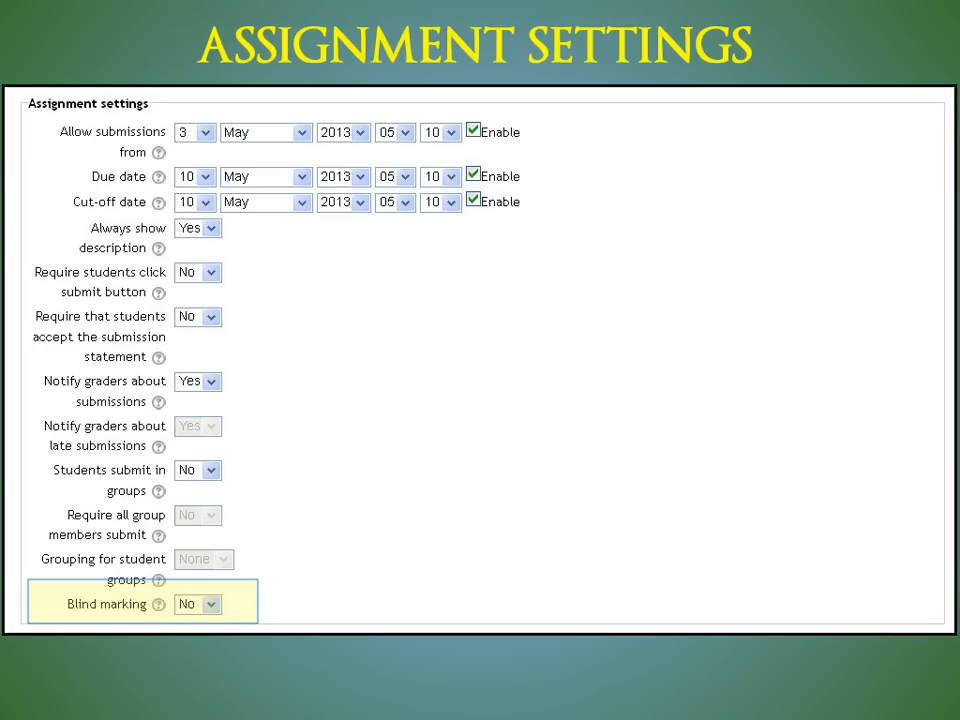 ASSIGNMENT SETTINGS
Assignment settings
Allow submissions 3 May 2013 05 10 Enable
from
Due date 10 May 2013 05 10 Enable
Cut-off date 10 May 2013 05 10 Enable
Always show Yes
description
Require students click No
submit button
Require that students No
accept the submission
statement
Notify graders about Yes
submissions
Notify graders about Yes
late submissions
Students submit in No
groups
Require all group No
members submit
Grouping for student None
groups
Blind marking No